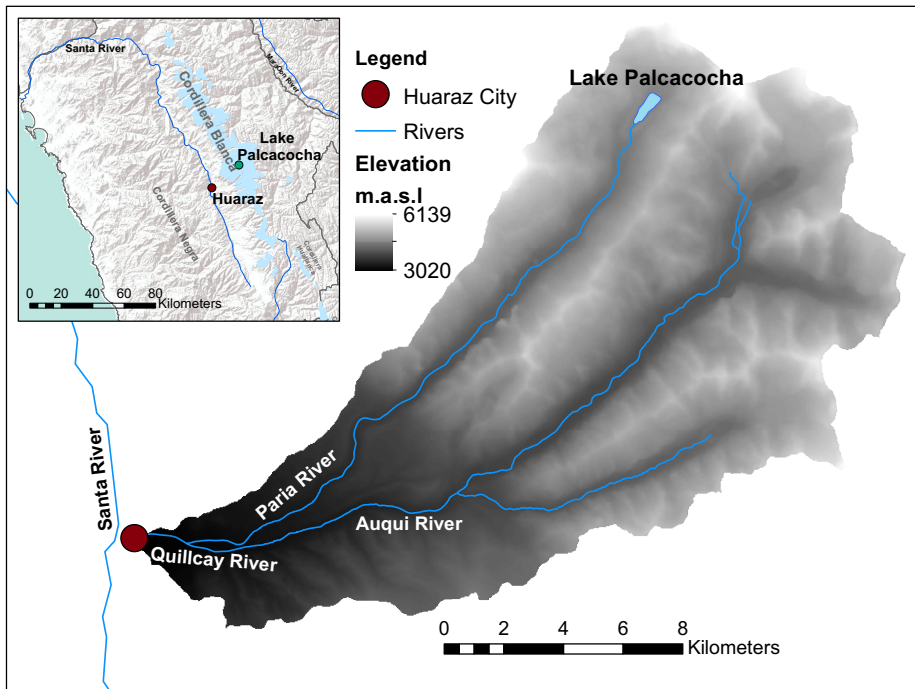 Santa River
Marañon River
Cordillera Blanca
Lake
Palcacocha
Huaraz
Cordillera Negra
0 20 40 60 80
Kilometers
Legend
Huaraz City
Rivers
Elevation
m.a.s.l
6139
3020
Lake Palcacocha
Santa River
Paria River
Auqui River
Quillcay River
0 2 4 6 8
Kilometers